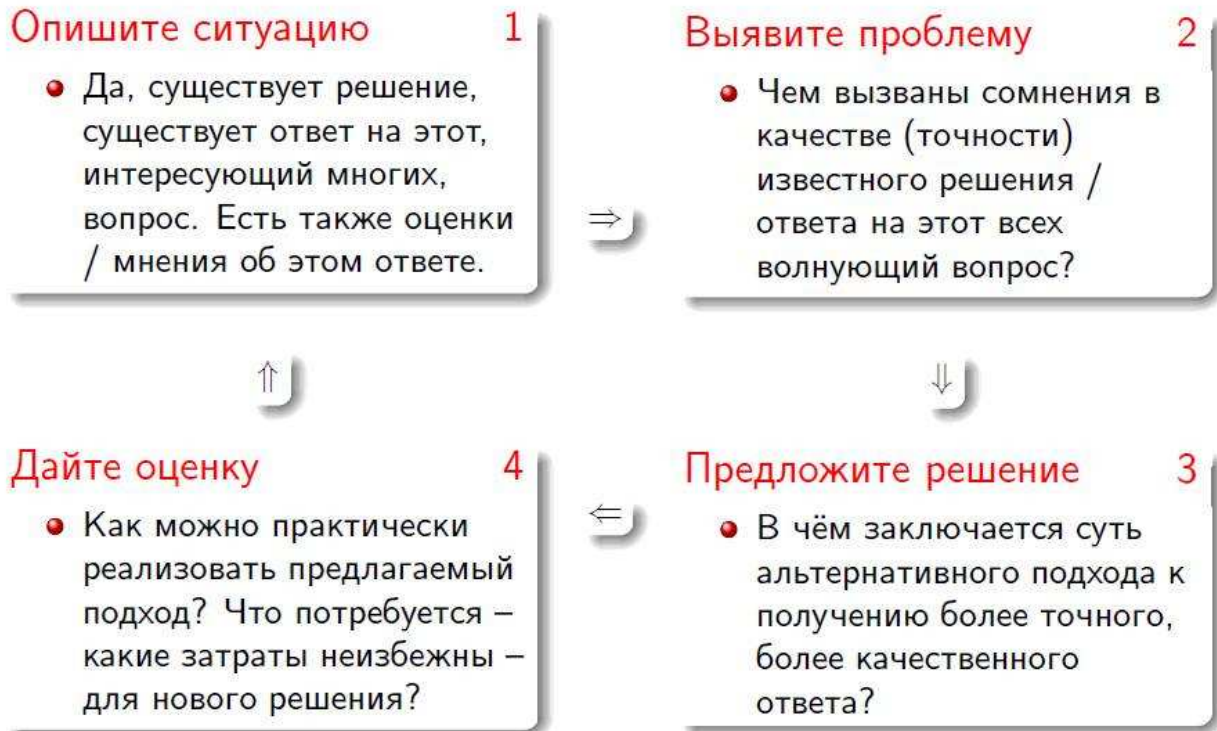 Опишите ситуацию 1
Да, существует решение,
существует ответ на этот,
интересующий многих,
вопрос. Есть также оценки
/ мнения об этом ответе.
⇒
Выявите проблему 2
Чем вызваны сомнения в
качестве (точности)
известного решения /
ответа на этот всех
волнующий вопрос?
⇓
Предложите решение 3
В чём заключается суть
альтернативного подхода к
получению более точного,
более качественного
ответа?
⇐
Дайте оценку 4
Как можно практически
реализовать предлагаемый
подход? Что потребуется –
какие затраты неизбежны –
для нового решения?
⇑